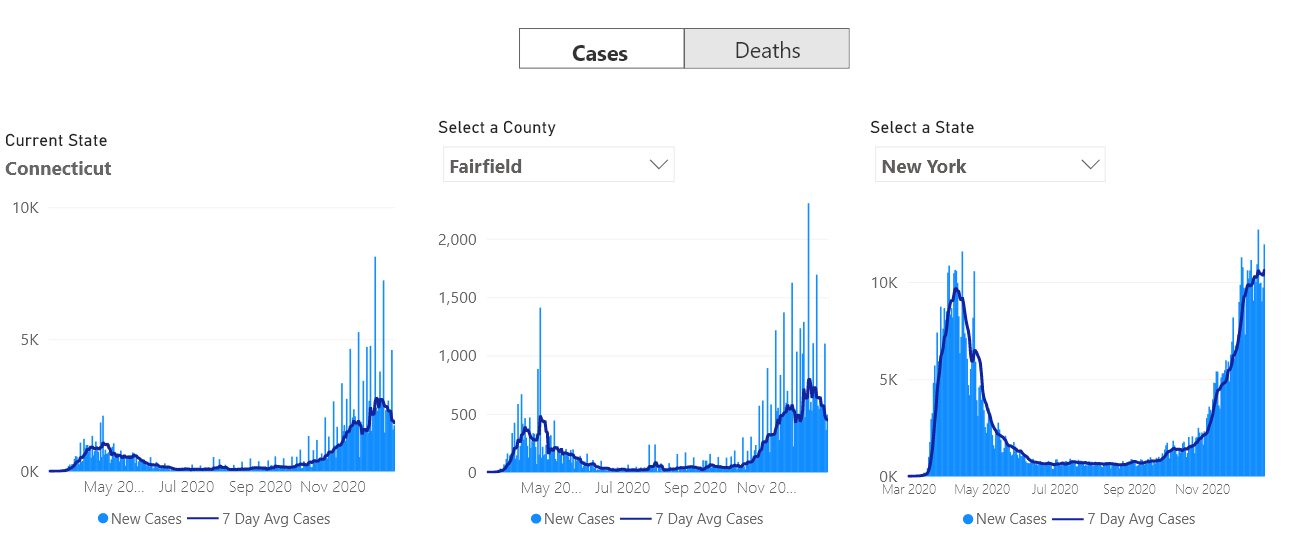 Cases Deaths
Current State
Connecticut
10K
5K
0K
May 20... Jul 2020 Sep 2020 Nov 2020
New Cases 7 Day Avg Cases
Select a County
Fairfield
2,000
1,500
1,000
500
0
May 20... Jul 2020 Sep 2020 Nov 20...
New Cases 7 Day Avg Cases
Select a State
New York
10K
5K
0K
Mar 2020 May 2020 Jul 2020 Sep 2020 Nov 2020
New Cases 7 Day Avg Cases